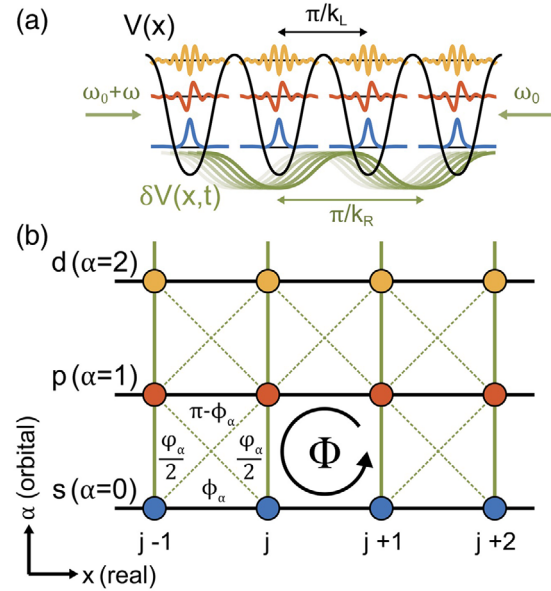 (a)
V(x)
π/k_L
ω₀+ω
ω₀
δV(x,t)
π/k_R
(b)
d (α=2)
p (α=1)
π-ϕ_α
φ_α/2
φ_α/2
Φ
ϕ_α
s (α=0)
j -1
j
j +1
j +2
α (orbital)
x (real)